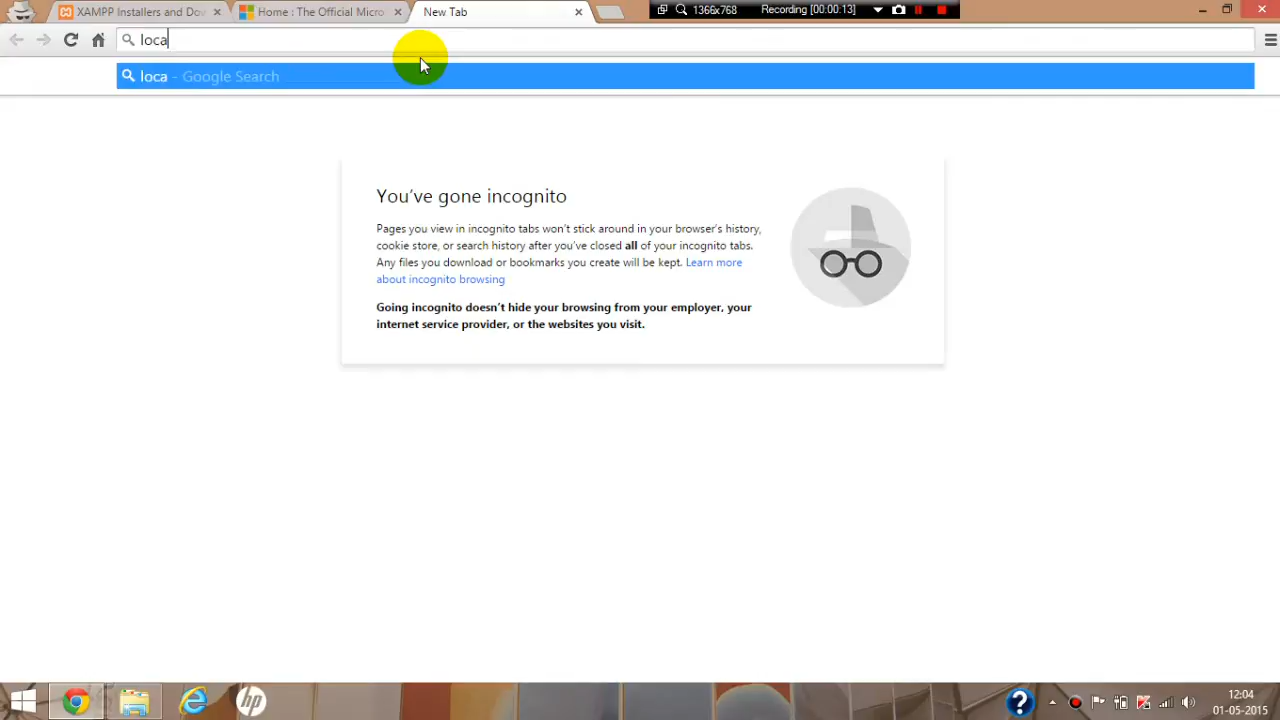 XAMPP Installers and Dov
Home : The Official Micro
New Tab
1366x768
Recording [00:00:13]
loca
loca - Google Search
You've gone incognito
Pages you view in incognito tabs won't stick around in your browser's history,
cookie store, or search history after you've closed all of your incognito tabs.
Any files you download or bookmarks you create will be kept. Learn more
about incognito browsing
Going incognito doesn't hide your browsing from your employer, your
internet service provider, or the websites you visit.
hp
?
12:04
01-05-2015